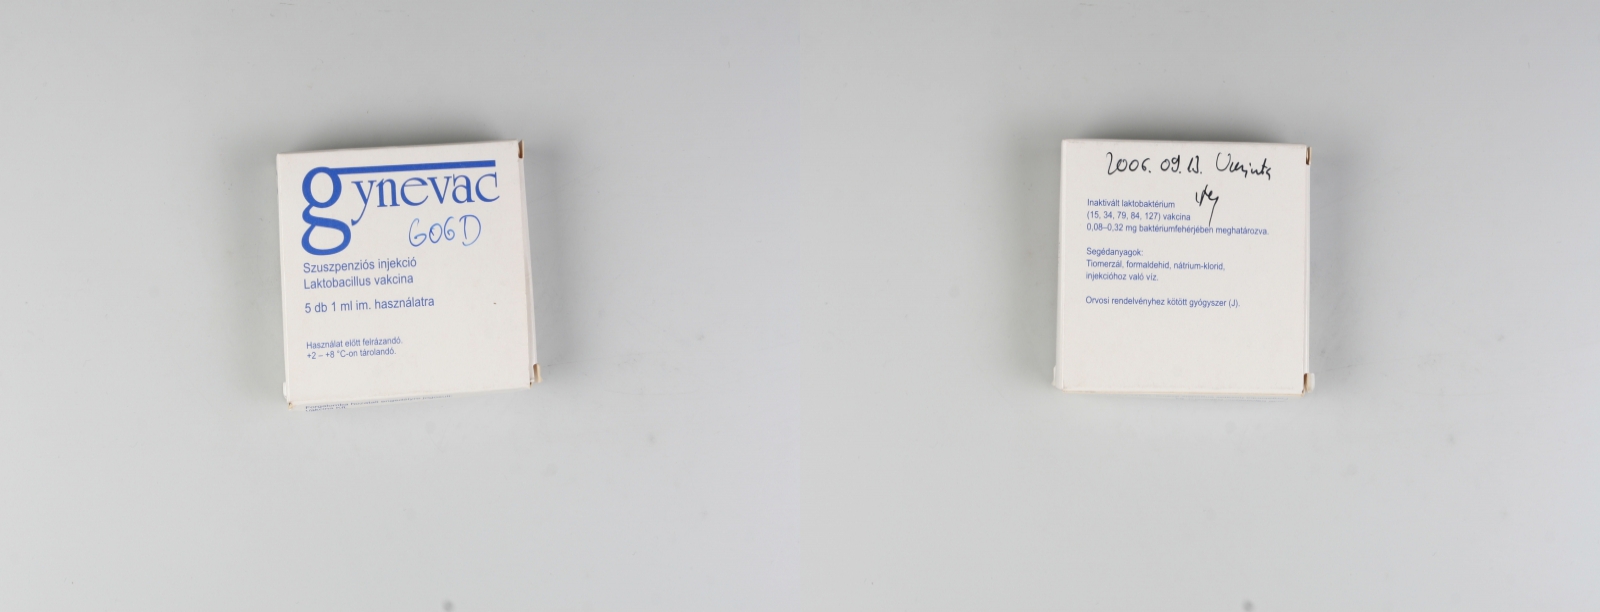 gynevac
G06D
Szuszpenziós injekció
Laktobacillus vakcina
5 db 1 ml im. használatra
Használat előtt felrázandó.
+2 – +8 °C-on tárolandó.
2006. 09.
Inaktivált laktobaktérium
(15, 34, 79, 84, 127) vakcina
0,08–0,32 mg baktériumfehérjében meghatározva.
Segédanyagok:
Tiomerzál, formaldehid, nátrium-klorid,
injekcióhoz való víz.
Orvosi rendelvényhez kötött gyógyszer (J).